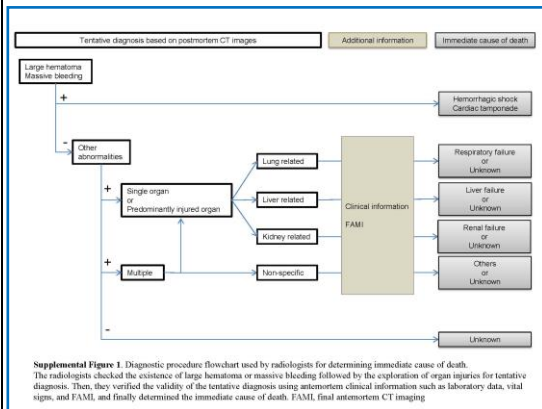 Tentative diagnosis based on postmortem CT images
Additional information
Immediate cause of death
Large hematoma
Massive bleeding
+
Hemorrhagic shock
Cardiac tamponade
-
Other
abnormalities
+
Single organ
or
Predominantly injured organ
Lung related
Liver related
Kidney related
Clinical information
FAMI
Respiratory failure
or
Unknown
Liver failure
or
Unknown
Renal failure
or
Unknown
+
Multiple
Non-specific
Others
or
Unknown
-
Unknown
Supplemental Figure 1. Diagnostic procedure flowchart used by radiologists for determining immediate cause of death.
The radiologists checked the existence of large hematoma or massive bleeding followed by the exploration of organ injuries for tentative
diagnosis. Then, they verified the validity of the tentative diagnosis using antemortem clinical information such as laboratory data, vital
signs, and FAMI, and finally determined the immediate cause of death. FAMI, final antemortem CT imaging